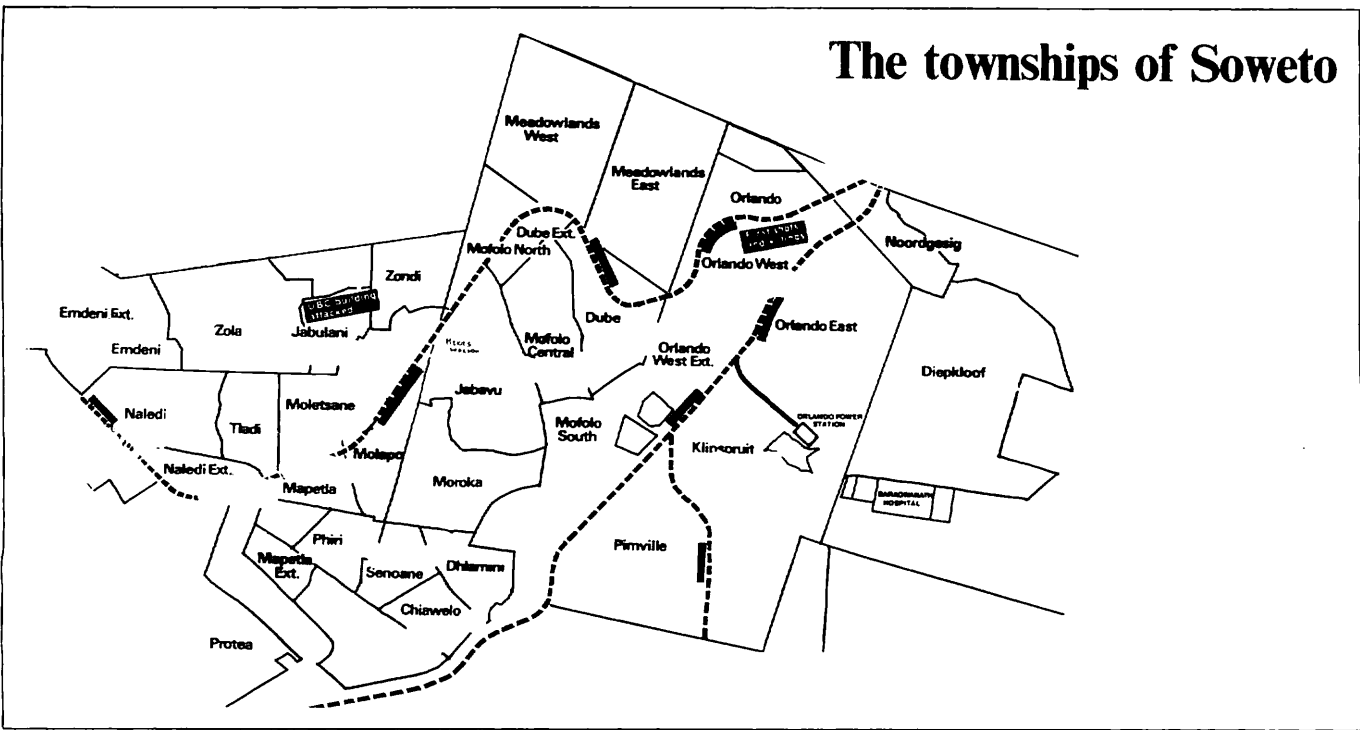 The townships of Soweto
Meadowlands
West
Meadowlands
East
Orlando
Noordgesig
Dube Ext.
Mofolo North
Orlando West
Zondi
UBC building
attacked
Emdeni Ext.
Zola
Jabulani
Dube
Orlando East
Emdeni
Mofolo
Central
Orlando
West Ext.
Diepkloof
Jabavu
Naledi
Moletsane
Tladi
Mofolo
South
ORLANDO POWER
STATION
Klipspruit
Molapo
Naledi Ext.
Mapetla
Moroka
BARAGWANATH
HOSPITAL
Phiri
Pimville
Mapetla
Ext.
Senoane
Dhlamini
Chiawelo
Protea